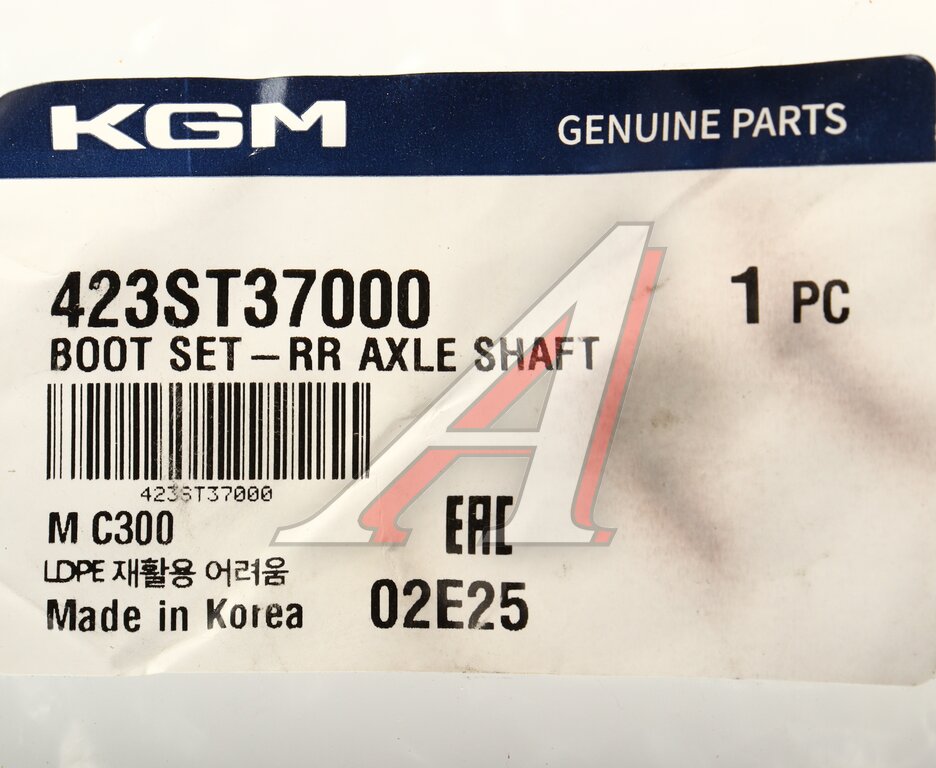 KGM GENUINE PARTS
423ST37000 1 PC
BOOT SET – RR AXLE SHAFT
423ST37000
M C300
EAC
LDPE 재활용 어려움
Made in Korea 02E25